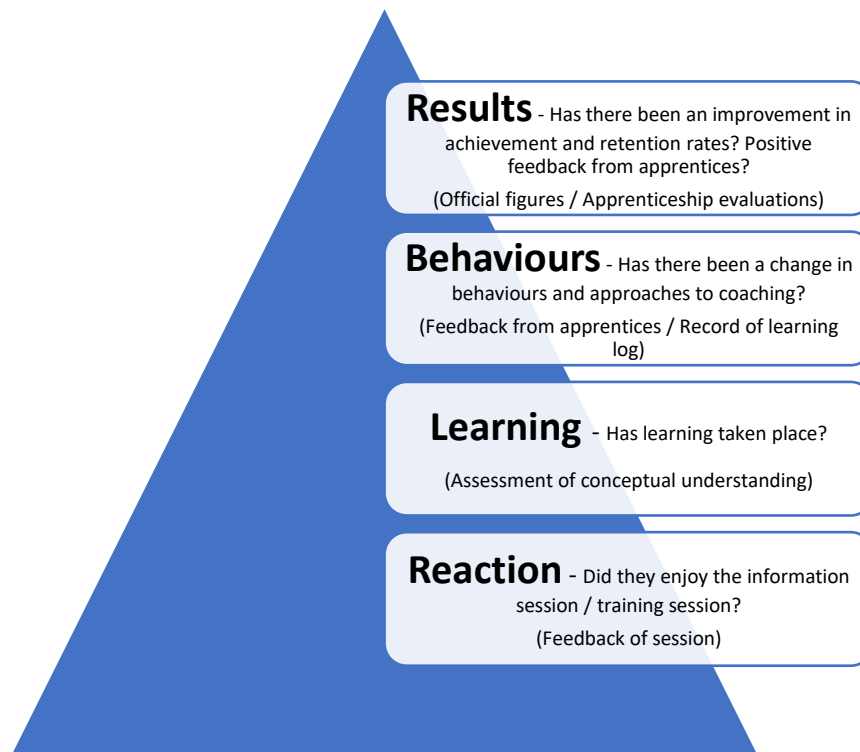 Results - Has there been an improvement in
achievement and retention rates? Positive
feedback from apprentices?
(Official figures / Apprenticeship evaluations)
Behaviours - Has there been a change in
behaviours and approaches to coaching?
(Feedback from apprentices / Record of learning
log)
Learning - Has learning taken place?
(Assessment of conceptual understanding)
Reaction - Did they enjoy the information
session / training session?
(Feedback of session)